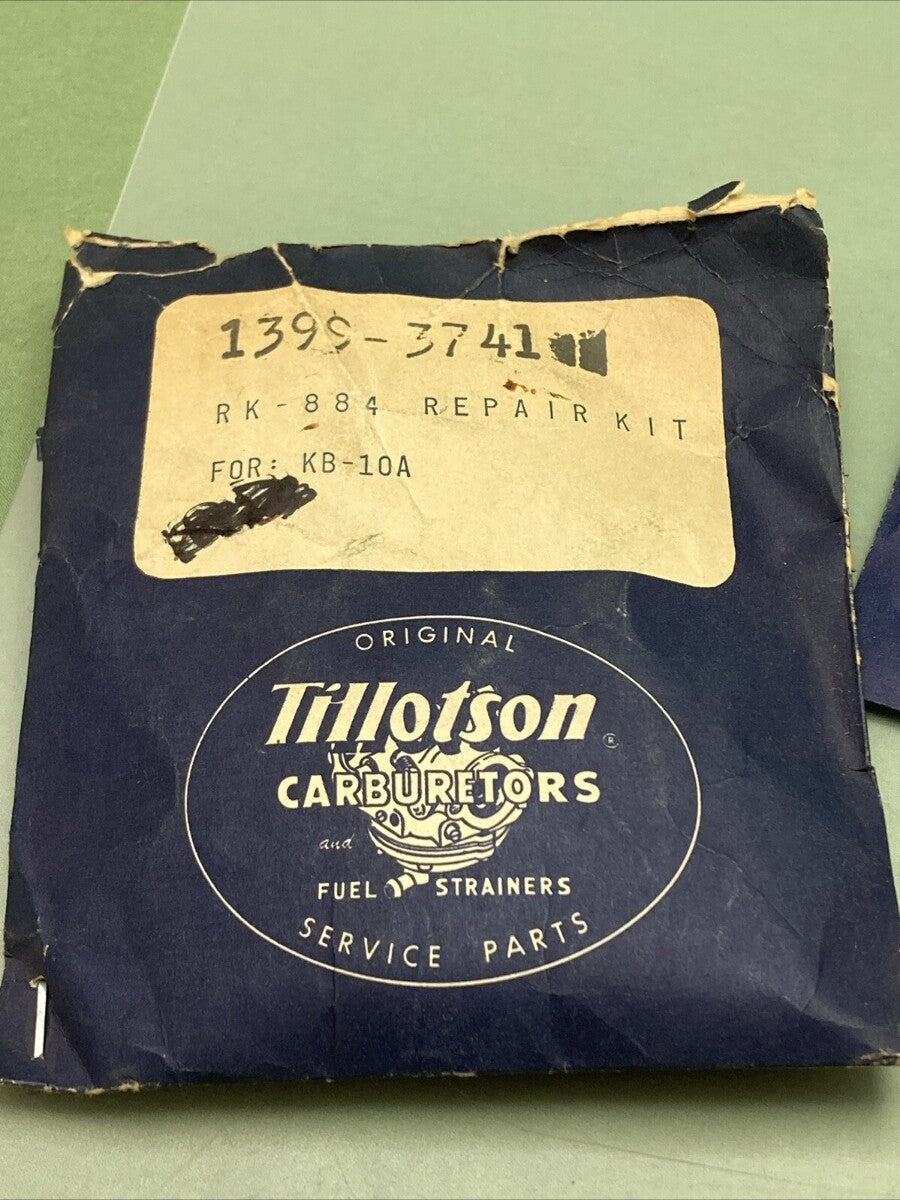 1399-3741
RK-884 REPAIR KIT
FOR: KB-10A
ORIGINAL
Tillotson ®
CARBURETORS
and
FUEL STRAINERS
SERVICE PARTS